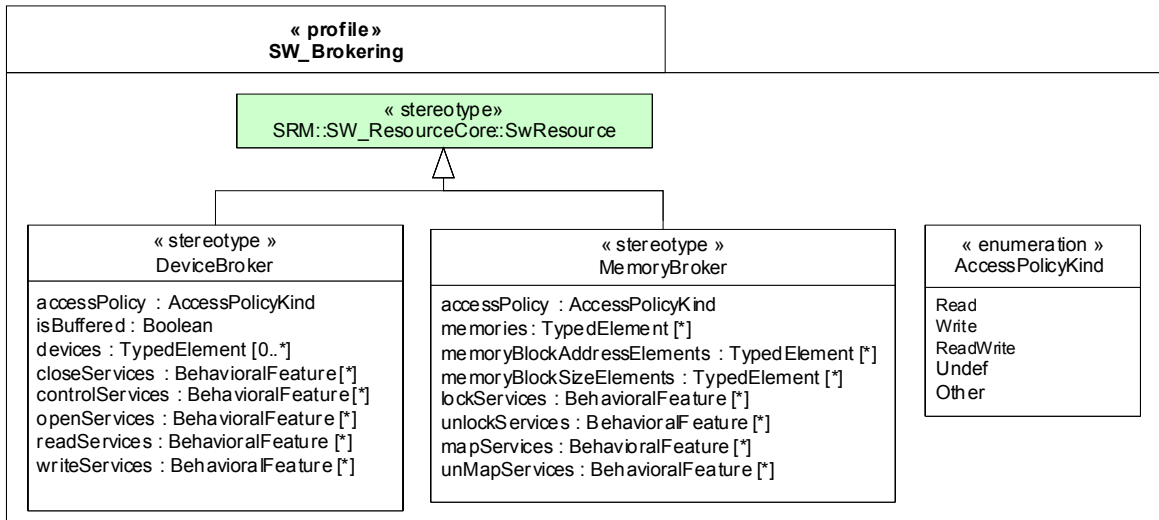 « profile»
SW_Brokering
« stereotype»
SRM::SW_ResourceCore::SwResource
« stereotype »
DeviceBroker
accessPolicy : AccessPolicyKind
isBuffered : Boolean
devices : TypedElement [0..*]
closeServices : BehavioralFeature [*]
controlServices : BehavioralFeature [*]
openServices : BehavioralFeature [*]
readServices : BehavioralFeature [*]
writeServices : BehavioralFeature [*]
« stereotype »
MemoryBroker
accessPolicy : AccessPolicyKind
memories : TypedElement [*]
memoryBlockAddressElements : TypedElement [*]
memoryBlockSizeElements : TypedElement [*]
lockServices : BehavioralFeature [*]
unlockServices : BehavioralFeature [*]
mapServices : BehavioralFeature [*]
unMapServices : BehavioralFeature [*]
« enumeration »
AccessPolicyKind
Read
Write
ReadWrite
Undef
Other